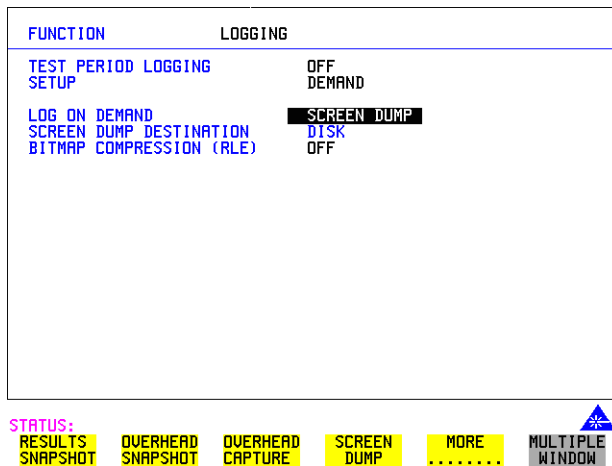 FUNCTION LOGGING
TEST PERIOD LOGGING OFF
SETUP DEMAND
LOG ON DEMAND SCREEN DUMP
SCREEN DUMP DESTINATION DISK
BITMAP COMPRESSION (RLE) OFF
STATUS:
RESULTS OVERHEAD OVERHEAD SCREEN MORE MULTIPLE
SNAPSHOT SNAPSHOT CAPTURE DUMP ........ WINDOW